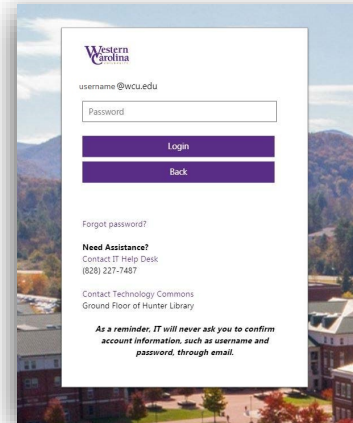 Western
Carolina
UNIVERSITY
username@wcu.edu
Password
Login
Back
Forgot password?
Need Assistance?
Contact IT Help Desk
(828) 227-7487
Contact Technology Commons
Ground Floor of Hunter Library
As a reminder, IT will never ask you to confirm
account information, such as username and
password, through email.